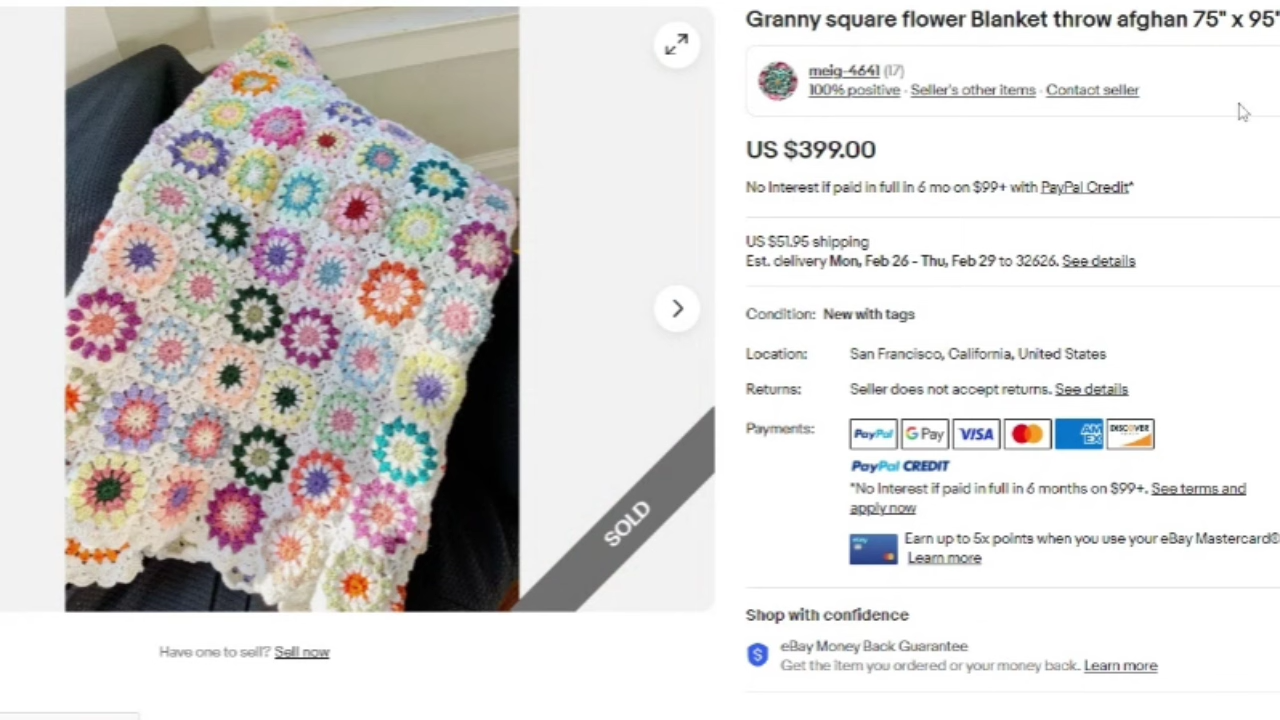 Granny square flower Blanket throw afghan 75" x 95"
meig-4641 (17)
100% positive · Seller's other items · Contact seller
US $399.00
No Interest if paid in full in 6 mo on $99+ with PayPal Credit*
US $51.95 shipping
Est. delivery Mon, Feb 26 - Thu, Feb 29 to 32626. See details
Condition: New with tags
Location: San Francisco, California, United States
Returns: Seller does not accept returns. See details
Payments: PayPal G Pay VISA AM EX DISCOVER
PayPal CREDIT
*No Interest if paid in full in 6 months on $99+. See terms and
apply now
Earn up to 5x points when you use your eBay Mastercard®
Learn more
SOLD
Shop with confidence
eBay Money Back Guarantee
Get the item you ordered or your money back. Learn more
Have one to sell? Sell now